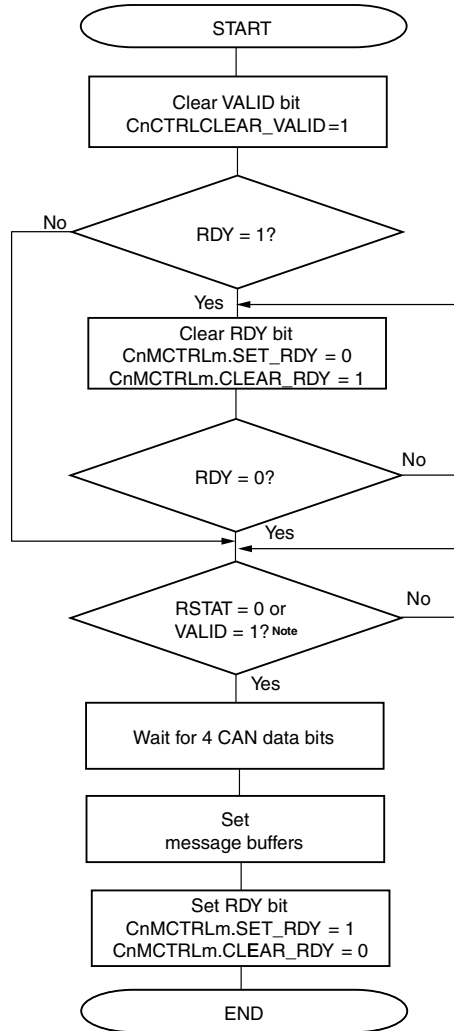 START
Clear VALID bit
CnCTRLCLEAR_VALID=1
No
RDY = 1?
Yes
Clear RDY bit
CnMCTRLm.SET_RDY = 0
CnMCTRLm.CLEAR_RDY = 1
No
RDY = 0?
Yes
RSTAT = 0 or
VALID = 1? Note
No
Yes
Wait for 4 CAN data bits
Set
message buffers
Set RDY bit
CnMCTRLm.SET_RDY = 1
CnMCTRLm.CLEAR_RDY = 0
END